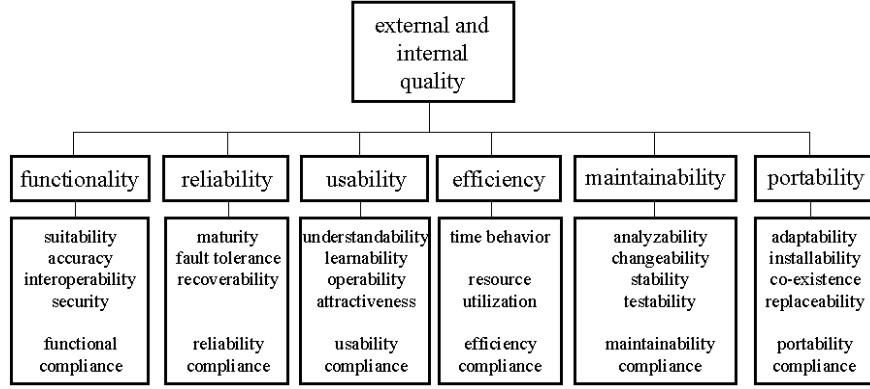 external and
internal
quality
functionality
reliability
usability
efficiency
maintainability
portability
suitability
accuracy
interoperability
security
functional
compliance
maturity
fault tolerance
recoverability
reliability
compliance
understandability
learnability
operability
attractiveness
usability
compliance
time behavior
resource
utilization
efficiency
compliance
analyzability
changeability
stability
testability
maintainability
compliance
adaptability
installability
co-existence
replaceability
portability
compliance